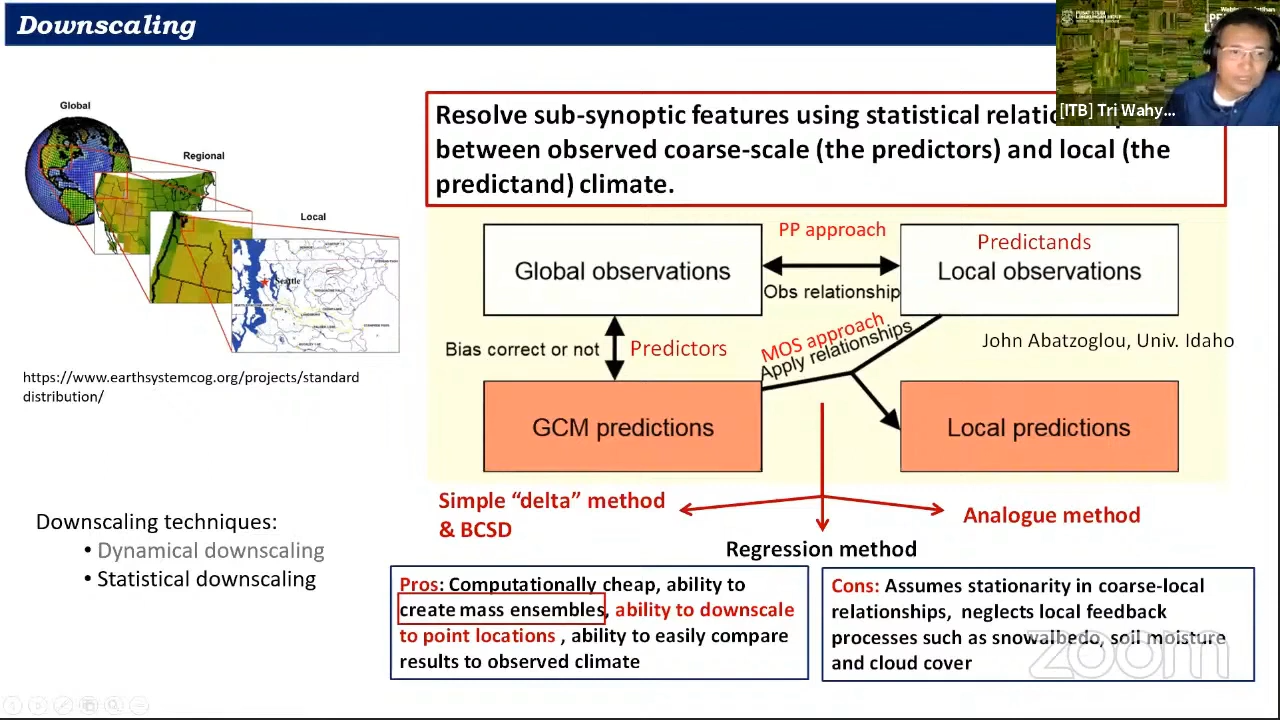 Downscaling
PUSAT STUDI
LINGKUNGAN HIDUP
[ITB] Tri Wahy...
Global
Regional
Local
Seattle
https://www.earthsystemcog.org/projects/standard
distribution/
Resolve sub-synoptic features using statistical
between observed coarse-scale (the predictors) and local (the
predictand) climate.
PP approach
Global observations
Predictands
Local observations
Obs relationship
Bias correct or not
Predictors
MOS approach
Apply relationships
John Abatzoglou, Univ. Idaho
GCM predictions
Local predictions
Simple “delta” method
& BCSD
Analogue method
Regression method
Downscaling techniques:
• Dynamical downscaling
• Statistical downscaling
Pros: Computationally cheap, ability to
create mass ensembles, ability to downscale
to point locations , ability to easily compare
results to observed climate
Cons: Assumes stationarity in coarse-local
relationships, neglects local feedback
processes such as snowalbedo, soil moisture
and cloud cover
zoom